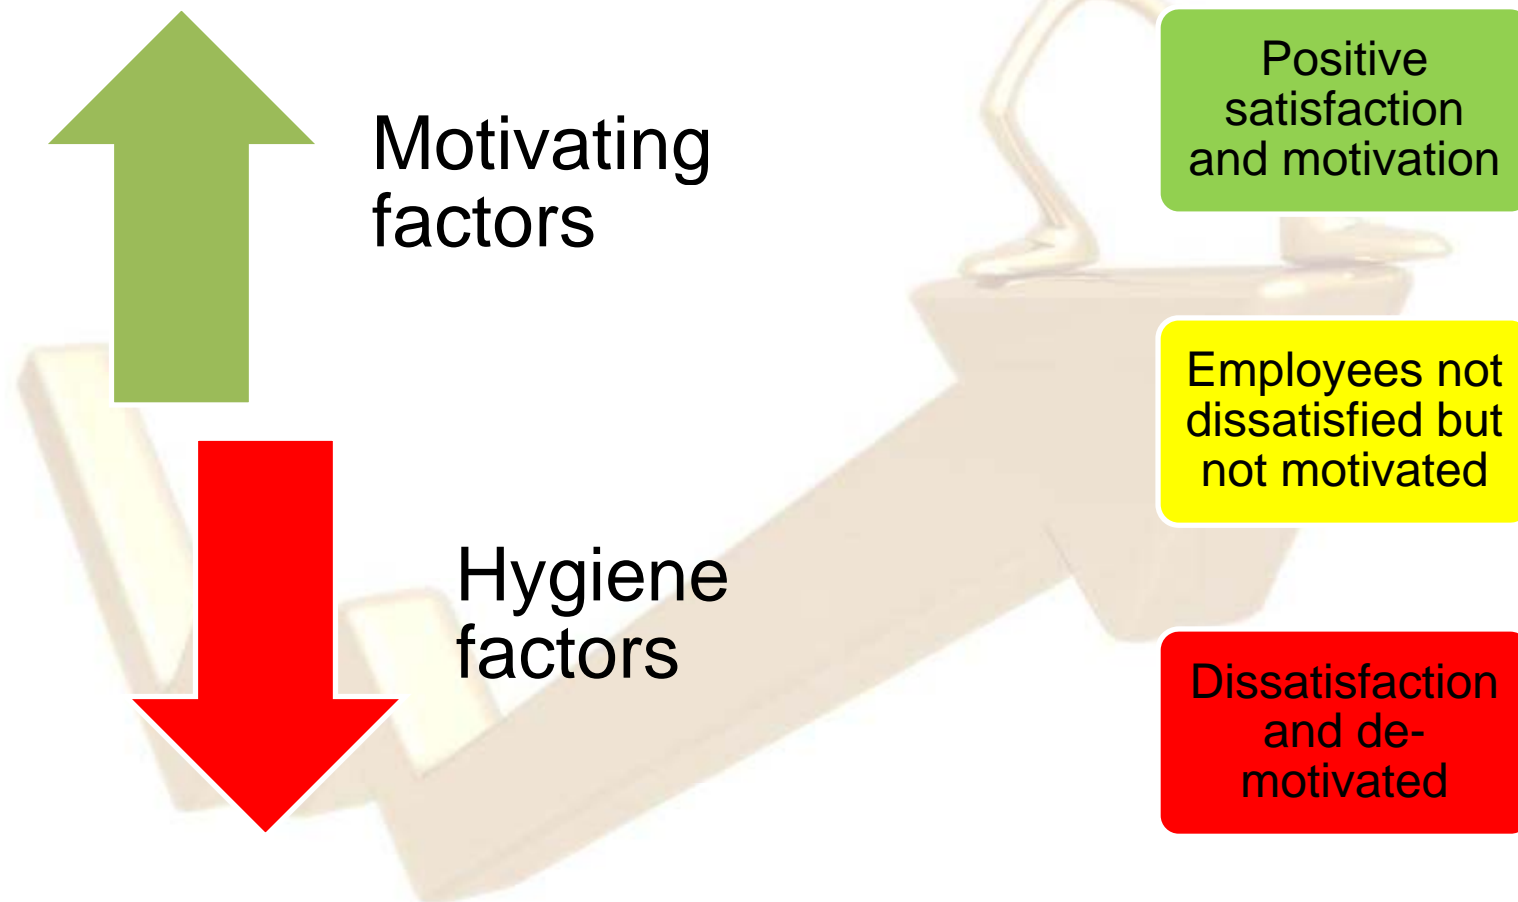 Motivating
factors
Hygiene
factors
Positive
satisfaction
and motivation
Employees not
dissatisfied but
not motivated
Dissatisfaction
and de-
motivated